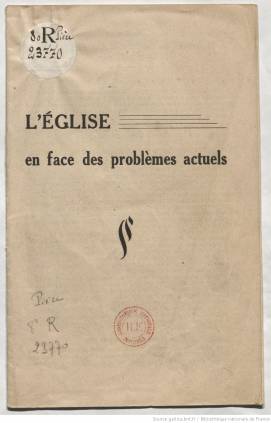 8o R Pièce
23770
L'ÉGLISE
en face des problèmes actuels
Pièce
8° R
23770
Source gallica.bnf.fr / Bibliothèque nationale de France